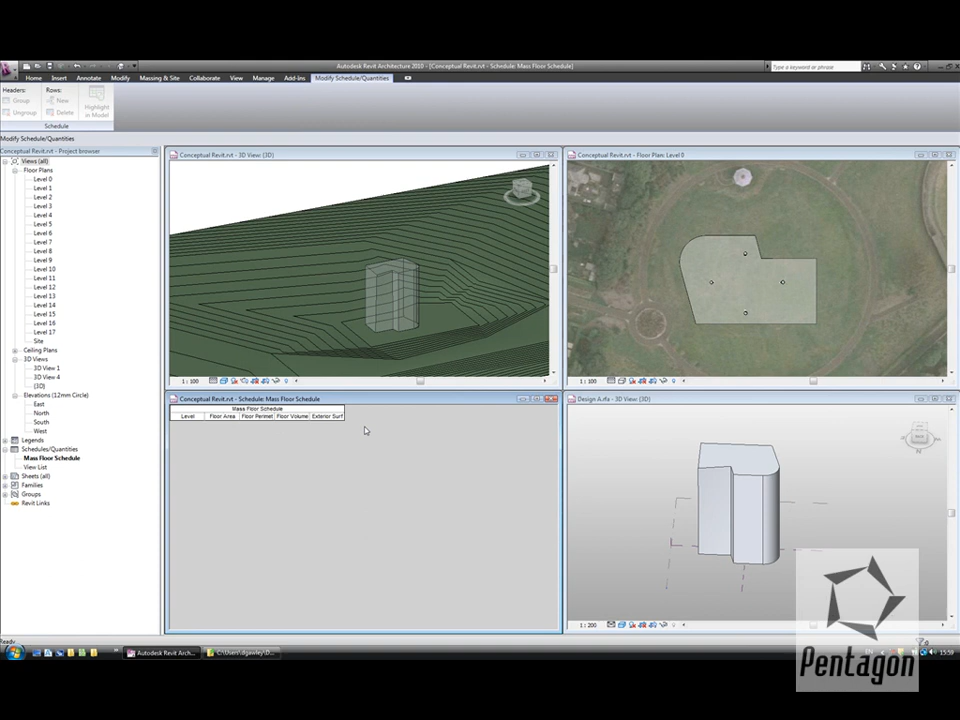 Autodesk Revit Architecture 2010 - [Conceptual Revit.rvt - Schedule: Mass Floor Schedule]
Type a keyword or phrase
Home Insert Annotate Modify Massing & Site Collaborate View Manage Add-Ins Modify Schedule/Quantities
Headers: Rows:
Group New
Ungroup Delete
Highlight
in Model
Schedule
Modify Schedule/Quantities
Conceptual Revit.rvt - Project browser
Views (all)
Floor Plans
Level 0
Level 1
Level 2
Level 3
Level 4
Level 5
Level 6
Level 7
Level 8
Level 9
Level 10
Level 11
Level 12
Level 13
Level 14
Level 15
Level 16
Level 17
Site
Ceiling Plans
3D Views
3D View 1
3D View 4
{3D}
Elevations (12mm Circle)
East
North
South
West
Legends
Schedules/Quantities
Mass Floor Schedule
View List
Sheets (all)
Families
Groups
Revit Links
Conceptual Revit.rvt - 3D View: {3D}
1 : 100
Conceptual Revit.rvt - Floor Plan: Level 0
1 : 100
Conceptual Revit.rvt - Schedule: Mass Floor Schedule
Mass Floor Schedule
Level Floor Area Floor Perimet Floor Volume Exterior Surf
Design A.rfa - 3D View: {3D}
1 : 200
Pentagon
Ready
Autodesk Revit Arch... C:\Users\dgawley\D...
15:59